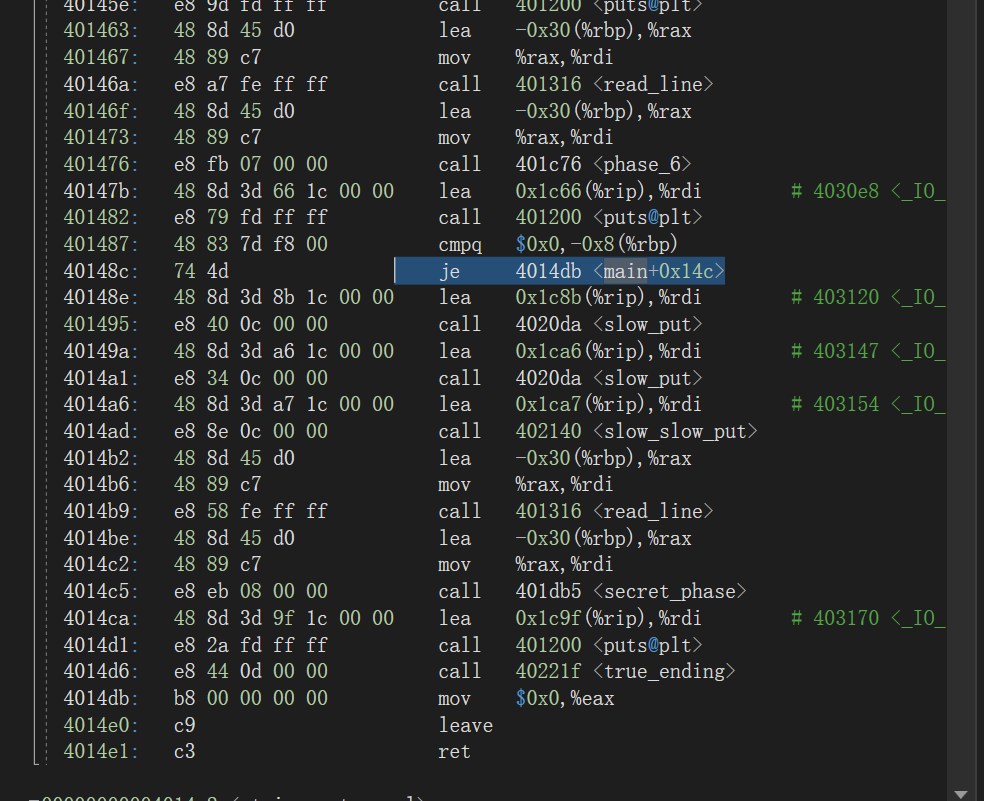 40145e: e8 9d fd ff ff call 401200 <puts@plt>
401463: 48 8d 45 d0 lea -0x30(%rbp),%rax
401467: 48 89 c7 mov %rax,%rdi
40146a: e8 a7 fe ff ff call 401316 <read_line>
40146f: 48 8d 45 d0 lea -0x30(%rbp),%rax
401473: 48 89 c7 mov %rax,%rdi
401476: e8 fb 07 00 00 call 401c76 <phase_6>
40147b: 48 8d 3d 66 1c 00 00 lea 0x1c66(%rip),%rdi # 4030e8 <_IO_
401482: e8 79 fd ff ff call 401200 <puts@plt>
401487: 48 83 7d f8 00 cmpq $0x0,-0x8(%rbp)
40148c: 74 4d je 4014db <main+0x14c>
40148e: 48 8d 3d 8b 1c 00 00 lea 0x1c8b(%rip),%rdi # 403120 <_IO_
401495: e8 40 0c 00 00 call 4020da <slow_put>
40149a: 48 8d 3d a6 1c 00 00 lea 0x1ca6(%rip),%rdi # 403147 <_IO_
4014a1: e8 34 0c 00 00 call 4020da <slow_put>
4014a6: 48 8d 3d a7 1c 00 00 lea 0x1ca7(%rip),%rdi # 403154 <_IO_
4014ad: e8 8e 0c 00 00 call 402140 <slow_slow_put>
4014b2: 48 8d 45 d0 lea -0x30(%rbp),%rax
4014b6: 48 89 c7 mov %rax,%rdi
4014b9: e8 58 fe ff ff call 401316 <read_line>
4014be: 48 8d 45 d0 lea -0x30(%rbp),%rax
4014c2: 48 89 c7 mov %rax,%rdi
4014c5: e8 eb 08 00 00 call 401db5 <secret_phase>
4014ca: 48 8d 3d 9f 1c 00 00 lea 0x1c9f(%rip),%rdi # 403170 <_IO_
4014d1: e8 2a fd ff ff call 401200 <puts@plt>
4014d6: e8 44 0d 00 00 call 40221f <true_ending>
4014db: b8 00 00 00 00 mov $0x0,%eax
4014e0: c9 leave
4014e1: c3 ret